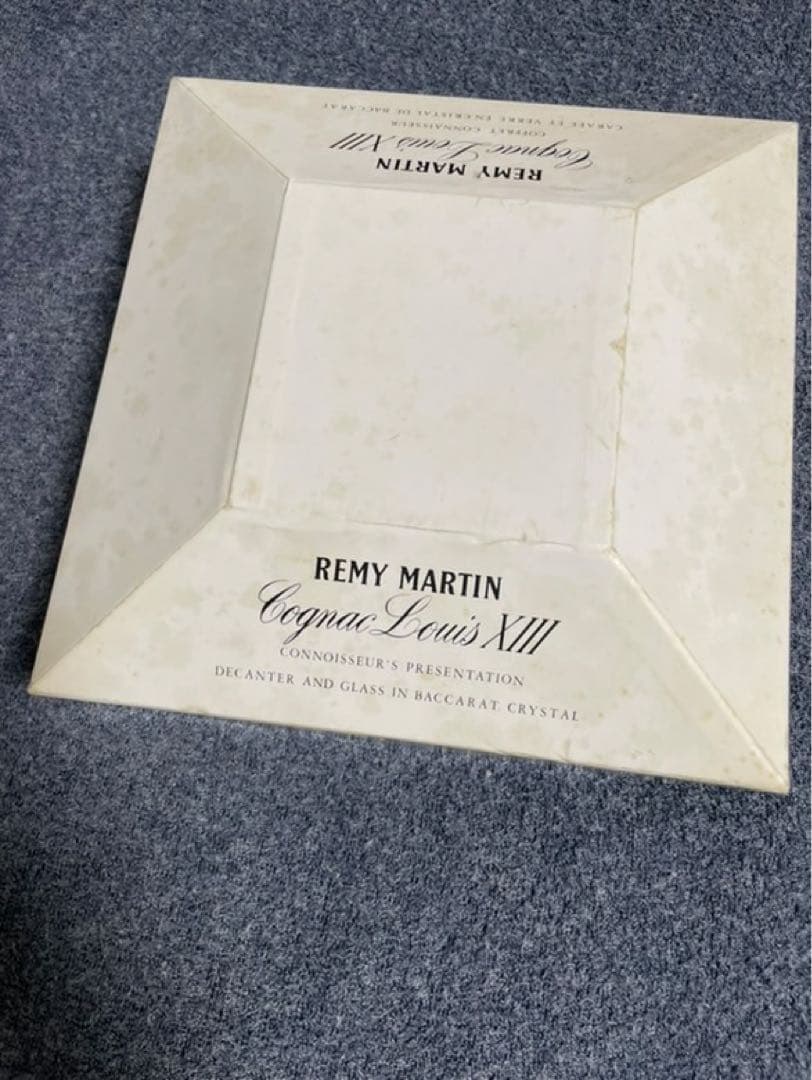 CARAFE ET VERRE EN CRISTAL DE BACCARAT
COFFRET CONNAISSEUR
Cognac Louis XIII
REMY MARTIN
REMY MARTIN
Cognac Louis XIII
CONNOISSEUR'S PRESENTATION
DECANTER AND GLASS IN BACCARAT CRYSTAL